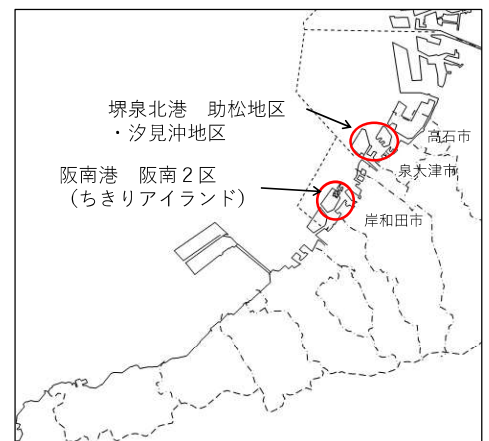 堺泉北港 助松地区
・汐見沖地区
高石市
泉大津市
阪南港 阪南２区
（ちきりアイランド）
岸和田市